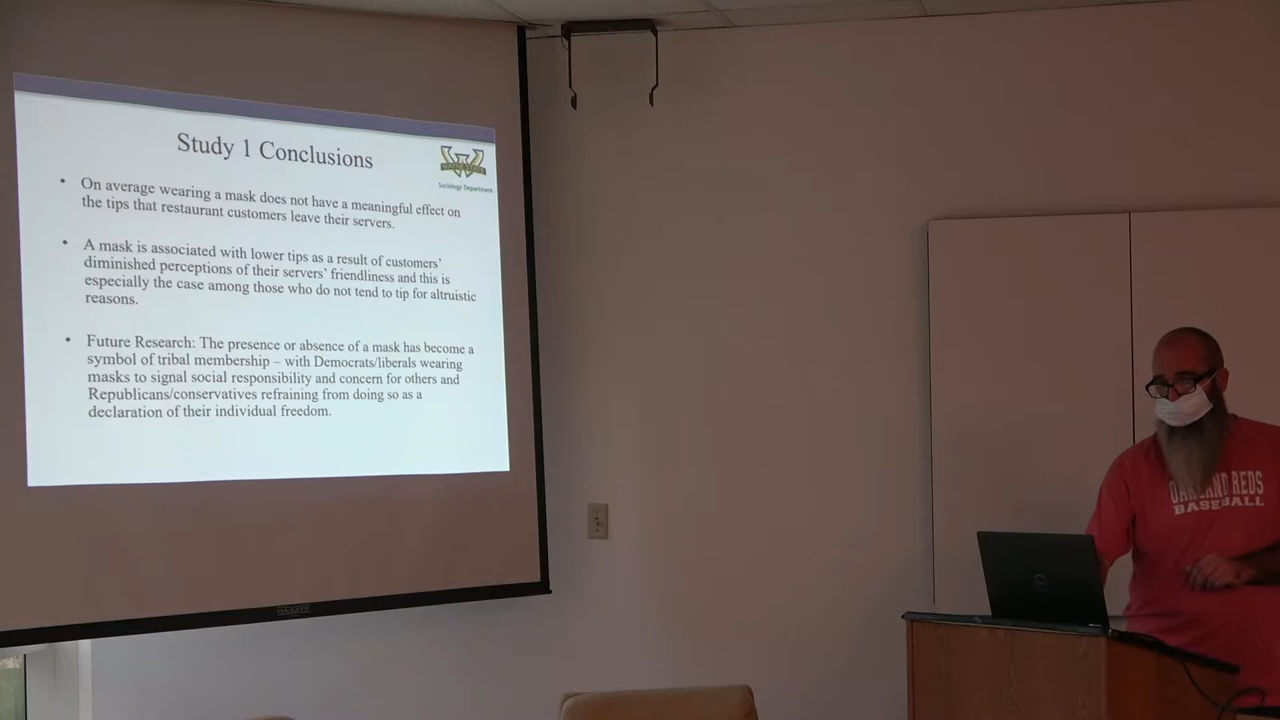 Study 1 Conclusions
WAYNE STATE
Sociology Department
• On average wearing a mask does not have a meaningful effect on
the tips that restaurant customers leave their servers.
• A mask is associated with lower tips as a result of customers'
diminished perceptions of their servers' friendliness and this is
especially the case among those who do not tend to tip for altruistic
reasons.
• Future Research: The presence or absence of a mask has become a
symbol of tribal membership – with Democrats/liberals wearing
masks to signal social responsibility and concern for others and
Republicans/conservatives refraining from doing so as a
declaration of their individual freedom.
DA-LITE
REDS
BASEBALL
DELL